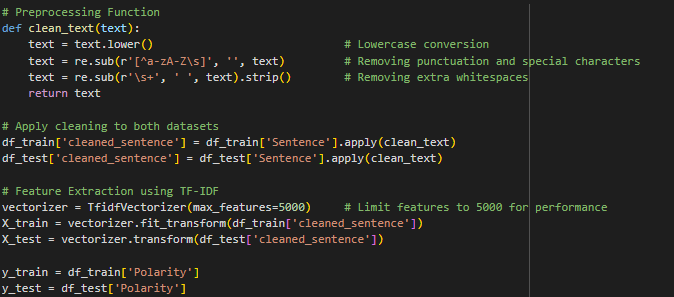 # Preprocessing Function
def clean_text(text):
    text = text.lower()                             # Lowercase conversion
    text = re.sub(r'[^a-zA-Z\s]', '', text)         # Removing punctuation and special characters
    text = re.sub(r'\s+', ' ', text).strip()        # Removing extra whitespaces
    return text

# Apply cleaning to both datasets
df_train['cleaned_sentence'] = df_train['Sentence'].apply(clean_text)
df_test['cleaned_sentence'] = df_test['Sentence'].apply(clean_text)

# Feature Extraction using TF-IDF
vectorizer = TfidfVectorizer(max_features=5000)     # Limit features to 5000 for performance
X_train = vectorizer.fit_transform(df_train['cleaned_sentence'])
X_test = vectorizer.transform(df_test['cleaned_sentence'])

y_train = df_train['Polarity']
y_test = df_test['Polarity']